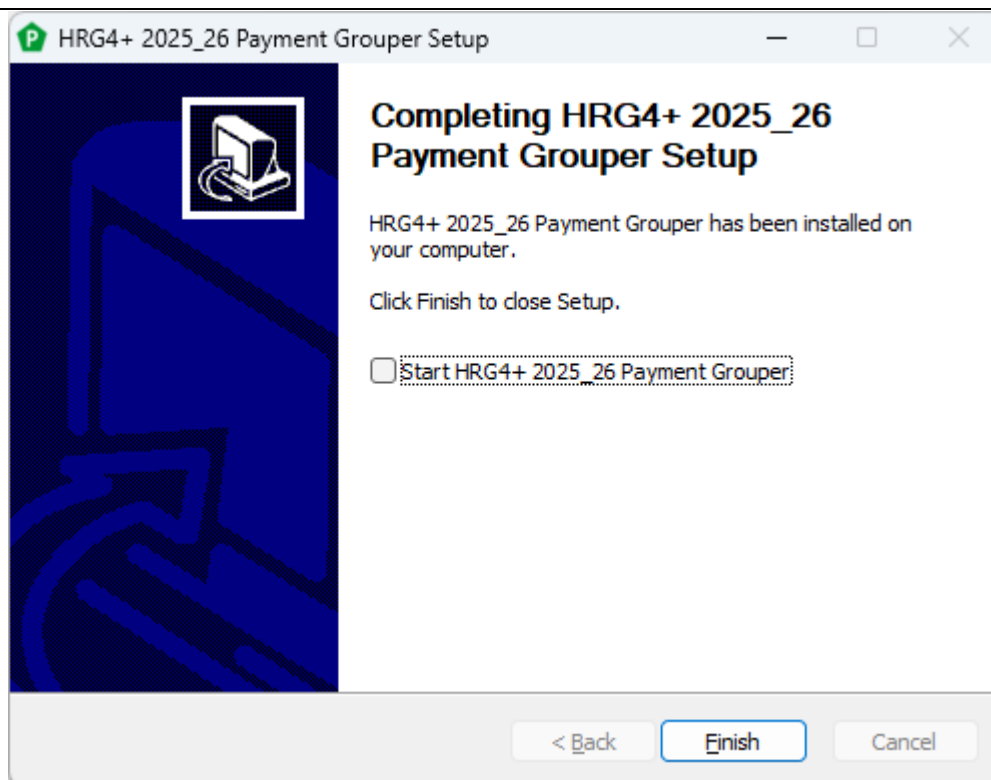 HRG4+ 2025_26 Payment Grouper Setup
Completing HRG4+ 2025_26
Payment Grouper Setup
HRG4+ 2025_26 Payment Grouper has been installed on
your computer.
Click Finish to close Setup.
Start HRG4+ 2025_26 Payment Grouper
< Back Finish Cancel